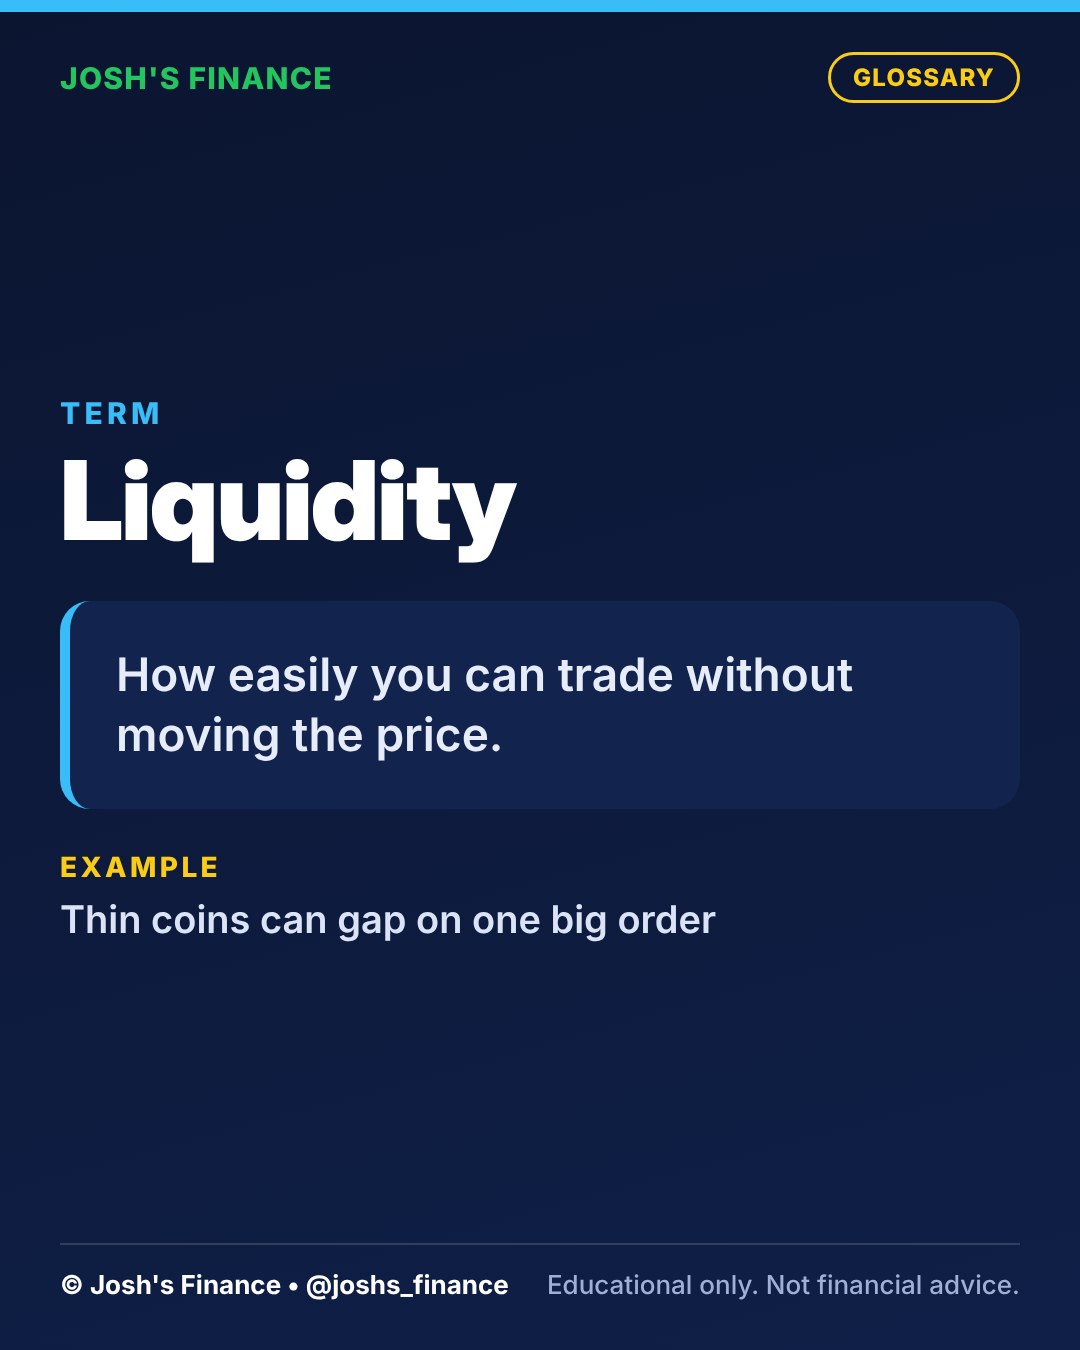 JOSH'S FINANCE
GLOSSARY
TERM
Liquidity
How easily you can trade without
moving the price.
EXAMPLE
Thin coins can gap on one big order
© Josh's Finance • @joshs_finance
Educational only. Not financial advice.